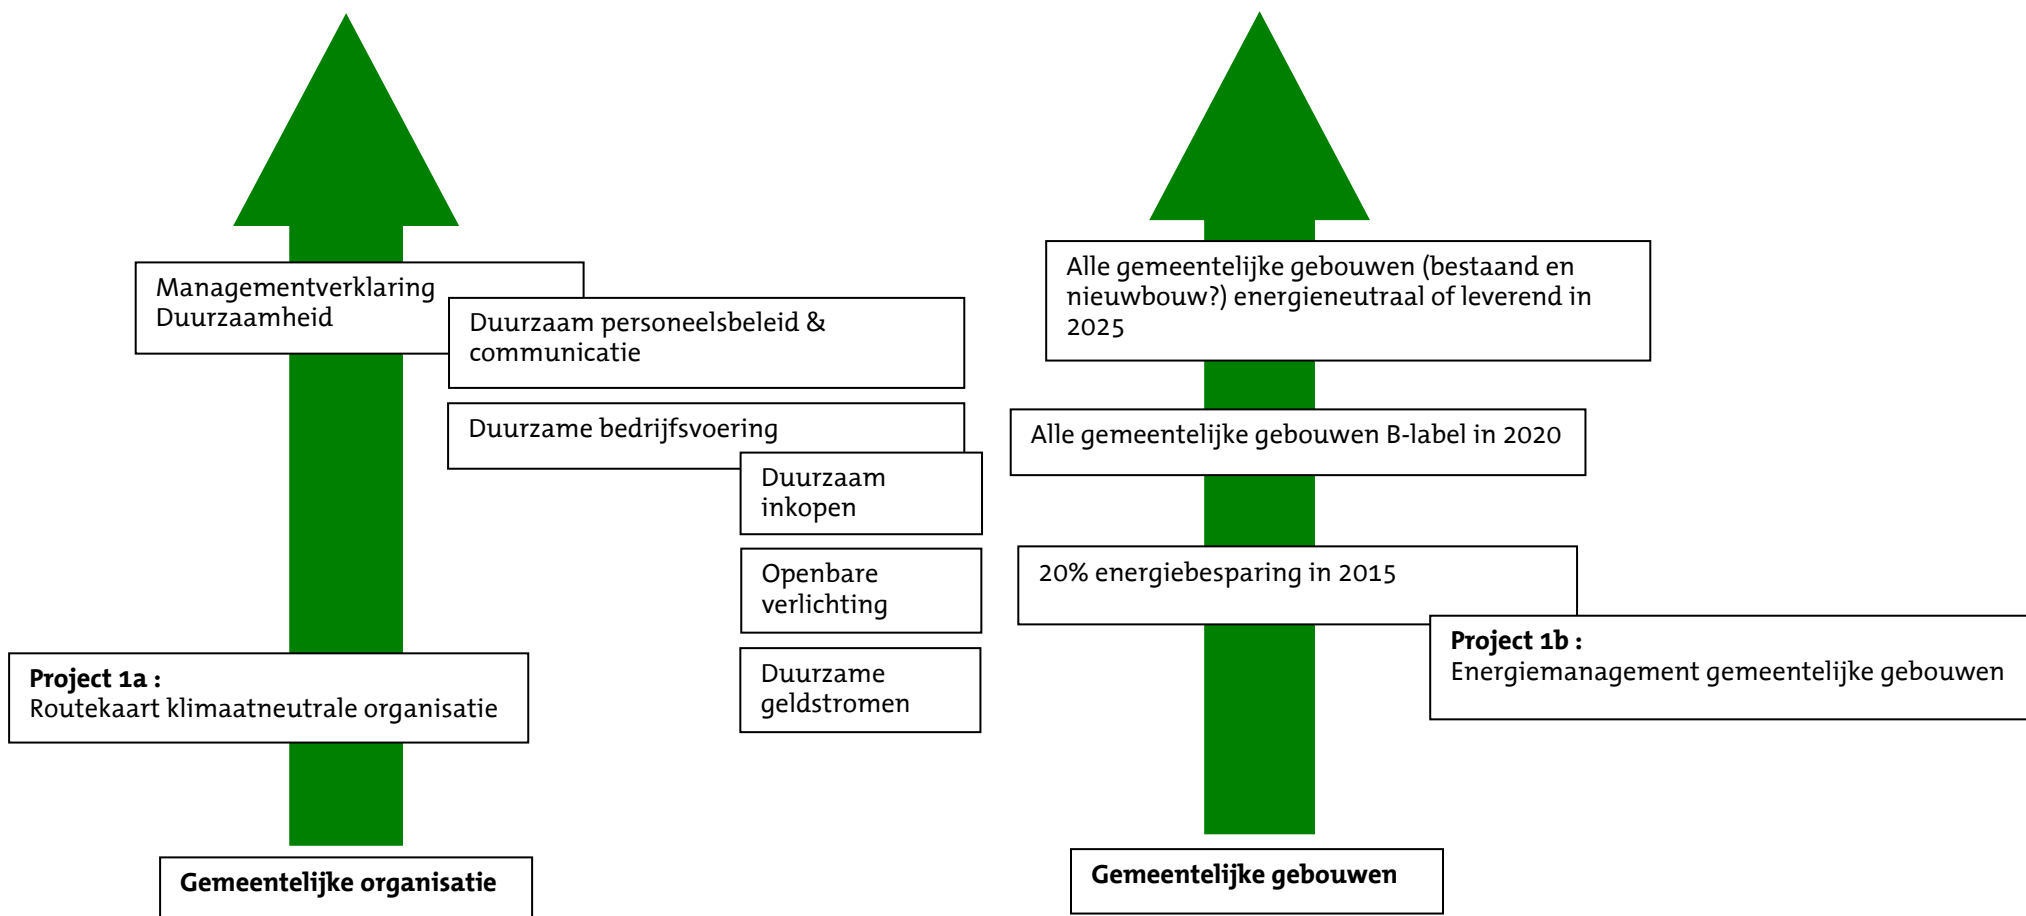 Managementverklaring
Duurzaamheid
Duurzaam personeelsbeleid &
communicatie
Duurzame bedrijfsvoering
Duurzaam
inkopen
Openbare
verlichting
Duurzame
geldstromen
Project 1a :
Routekaart klimaatneutrale organisatie
Gemeentelijke organisatie
Alle gemeentelijke gebouwen (bestaand en
nieuwbouw?) energieneutraal of leverend in
2025
Alle gemeentelijke gebouwen B-label in 2020
20% energiebesparing in 2015
Project 1b :
Energiemanagement gemeentelijke gebouwen
Gemeentelijke gebouwen